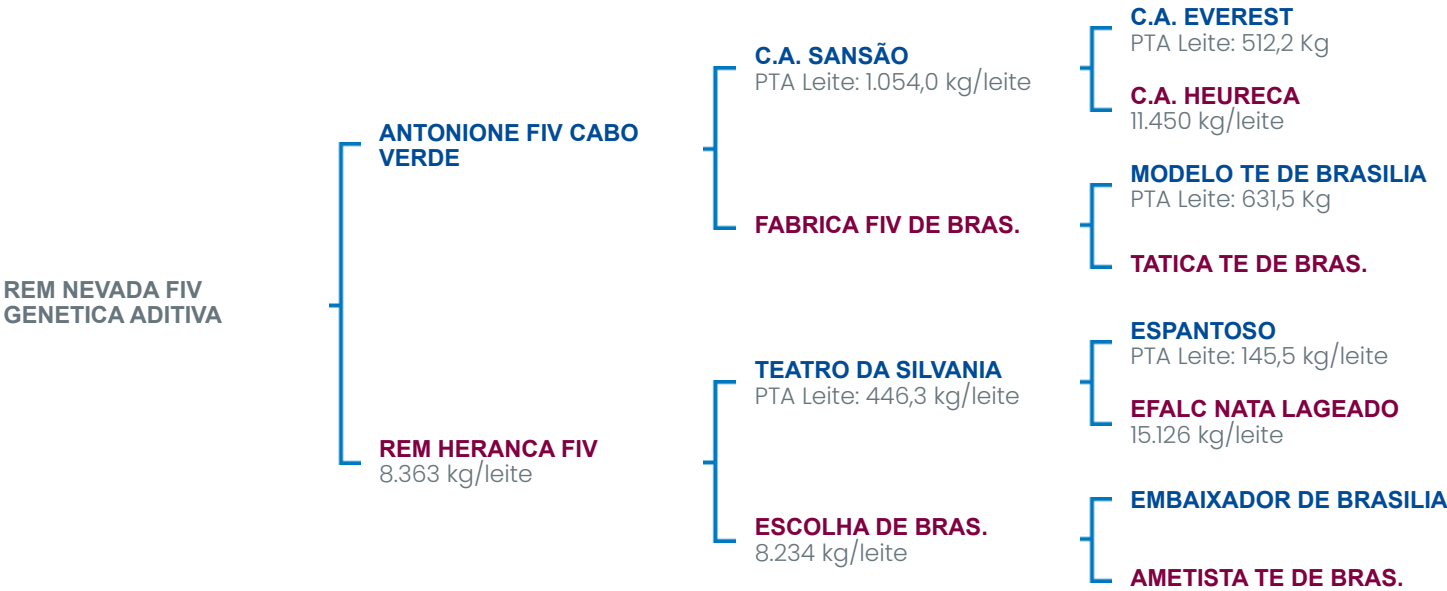 REM NEVADA FIV
GENETICA ADITIVA
ANTONIONE FIV CABO
VERDE
REM HERANCA FIV
8.363 kg/leite
C.A. SANSÃO
PTA Leite: 1.054,0 kg/leite
FABRICA FIV DE BRAS.
TEATRO DA SILVANIA
PTA Leite: 446,3 kg/leite
ESCOLHA DE BRAS.
8.234 kg/leite
C.A. EVEREST
PTA Leite: 512,2 Kg
C.A. HEURECA
11.450 kg/leite
MODELO TE DE BRASILIA
PTA Leite: 631,5 Kg
TATICA TE DE BRAS.
ESPANTOSO
PTA Leite: 145,5 kg/leite
EFALC NATA LAGEADO
15.126 kg/leite
EMBAIXADOR DE BRASILIA
AMETISTA TE DE BRAS.